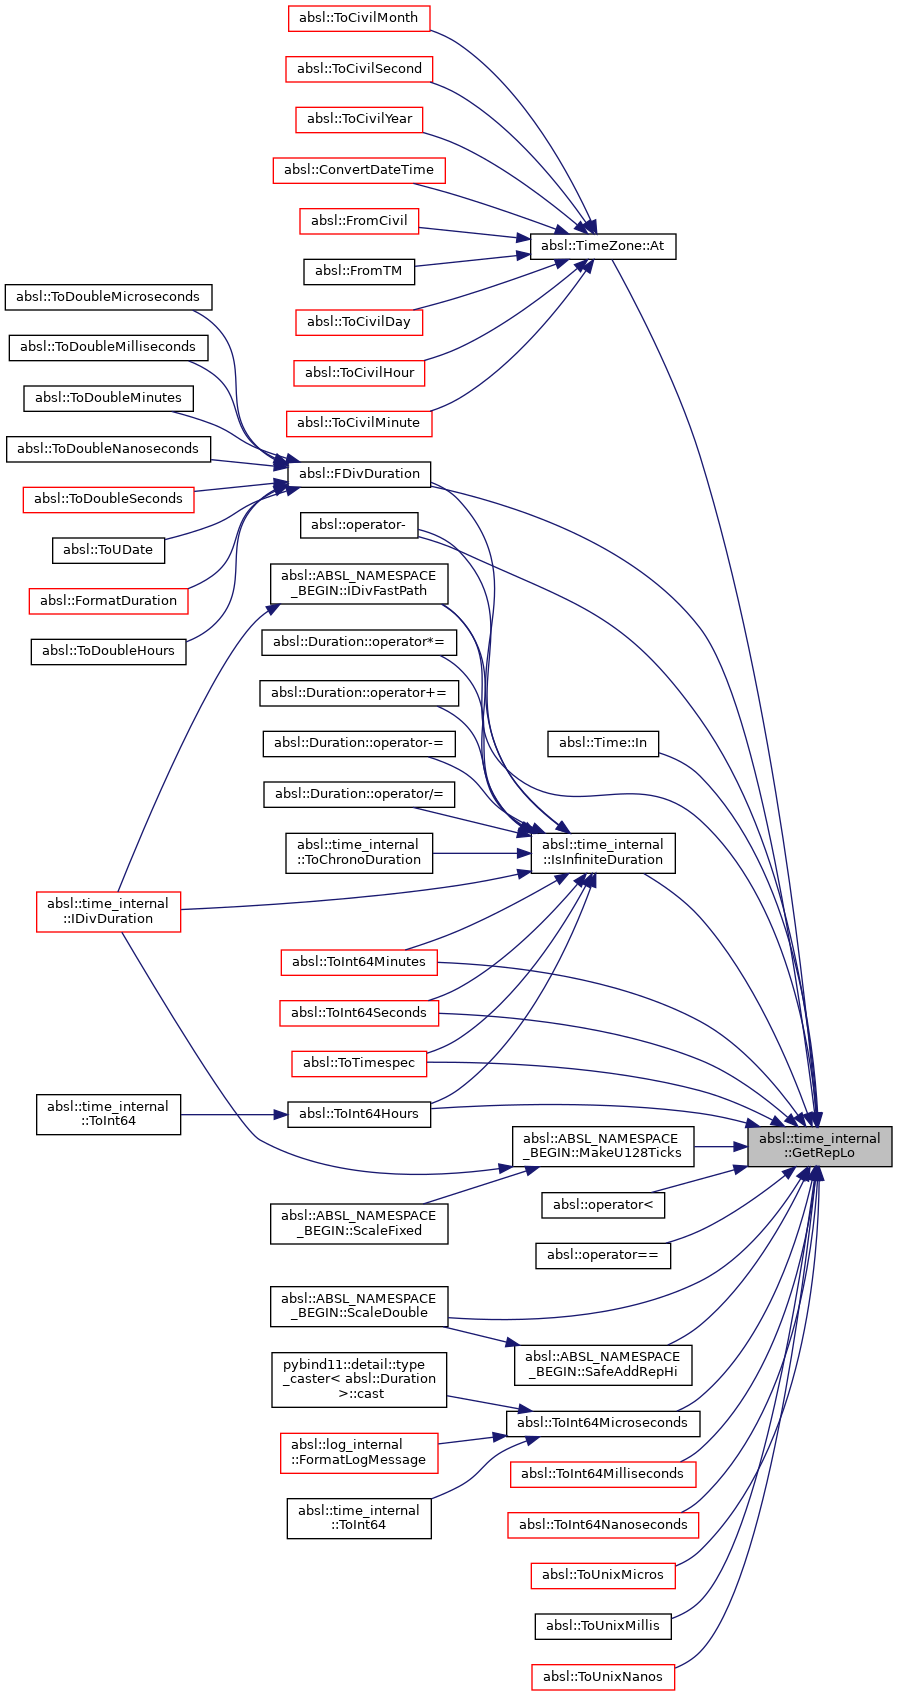 absl::ToCivilMonth
absl::ToCivilSecond
absl::ToCivilYear
absl::ConvertDateTime
absl::FromCivil
absl::TimeZone::At
absl::FromTM
absl::ToDoubleMicroseconds
absl::ToCivilDay
absl::ToDoubleMilliseconds
absl::ToCivilHour
absl::ToDoubleMinutes
absl::ToCivilMinute
absl::ToDoubleNanoseconds
absl::FDivDuration
absl::ToDoubleSeconds
absl::operator-
absl::ToUDate
absl::ABSL_NAMESPACE
_BEGIN::IDivFastPath
absl::FormatDuration
absl::Duration::operator*=
absl::ToDoubleHours
absl::Duration::operator+=
absl::Duration::operator-=
absl::Time::In
absl::Duration::operator/=
absl::time_internal
::ToChronoDuration
absl::time_internal
::IsInfiniteDuration
absl::time_internal
::IDivDuration
absl::ToInt64Minutes
absl::ToInt64Seconds
absl::ToTimespec
absl::time_internal
::ToInt64
absl::ToInt64Hours
absl::ABSL_NAMESPACE
_BEGIN::MakeU128Ticks
absl::time_internal
::GetRepLo
absl::operator<
absl::ABSL_NAMESPACE
_BEGIN::ScaleFixed
absl::operator==
absl::ABSL_NAMESPACE
_BEGIN::ScaleDouble
absl::ABSL_NAMESPACE
_BEGIN::SafeAddRepHi
pybind11::detail::type
_caster< absl::Duration
>::cast
absl::ToInt64Microseconds
absl::log_internal
::FormatLogMessage
absl::ToInt64Milliseconds
absl::time_internal
::ToInt64
absl::ToInt64Nanoseconds
absl::ToUnixMicros
absl::ToUnixMillis
absl::ToUnixNanos